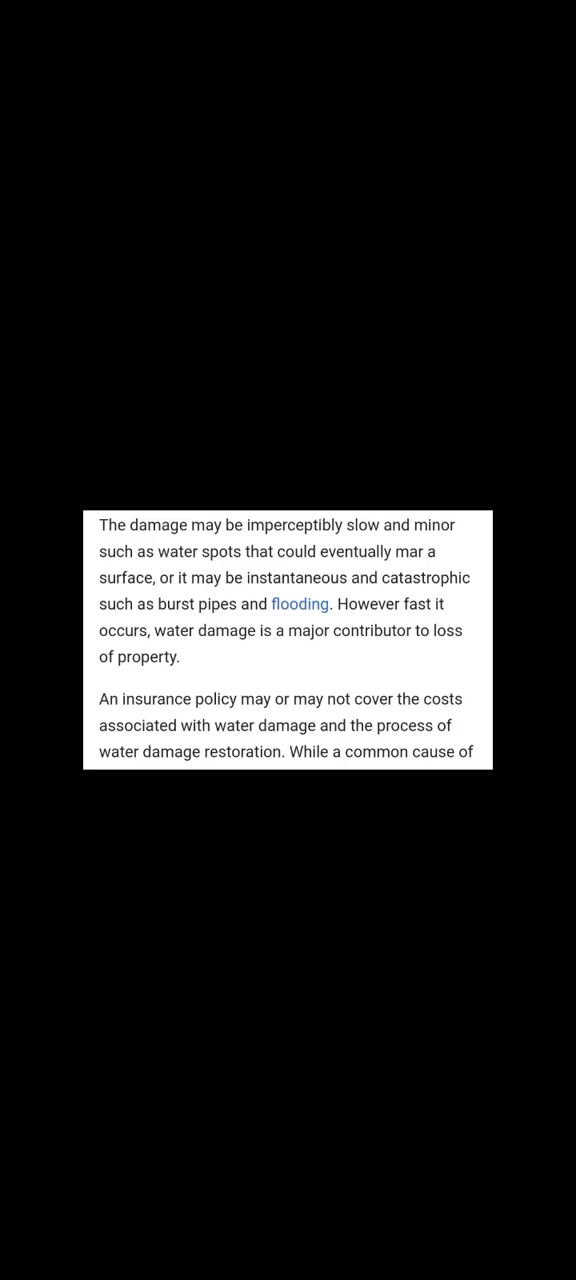 The damage may be imperceptibly slow and minor
such as water spots that could eventually mar a
surface, or it may be instantaneous and catastrophic
such as burst pipes and flooding. However fast it
occurs, water damage is a major contributor to loss
of property.
An insurance policy may or may not cover the costs
associated with water damage and the process of
water damage restoration. While a common cause of